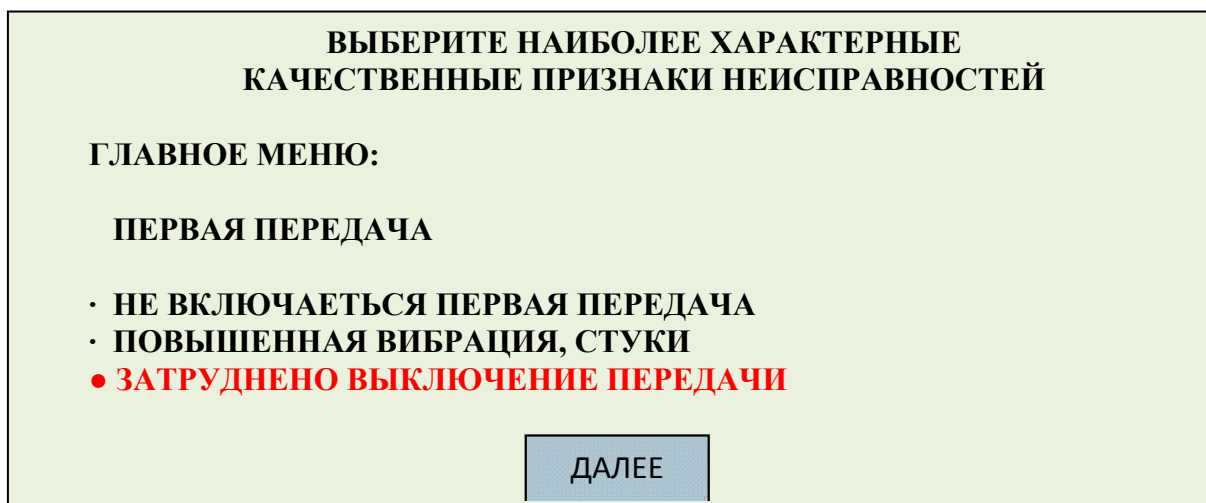 ВЫБЕРИТЕ НАИБОЛЕЕ ХАРАКТЕРНЫЕ
КАЧЕСТВЕННЫЕ ПРИЗНАКИ НЕИСПРАВНОСТЕЙ
ГЛАВНОЕ МЕНЮ:
ПЕРВАЯ ПЕРЕДАЧА
· НЕ ВКЛЮЧАЕТЬСЯ ПЕРВАЯ ПЕРЕДАЧА
· ПОВЫШЕННАЯ ВИБРАЦИЯ, СТУКИ
● ЗАТРУДНЕНО ВЫКЛЮЧЕНИЕ ПЕРЕДАЧИ
ДАЛЕЕ